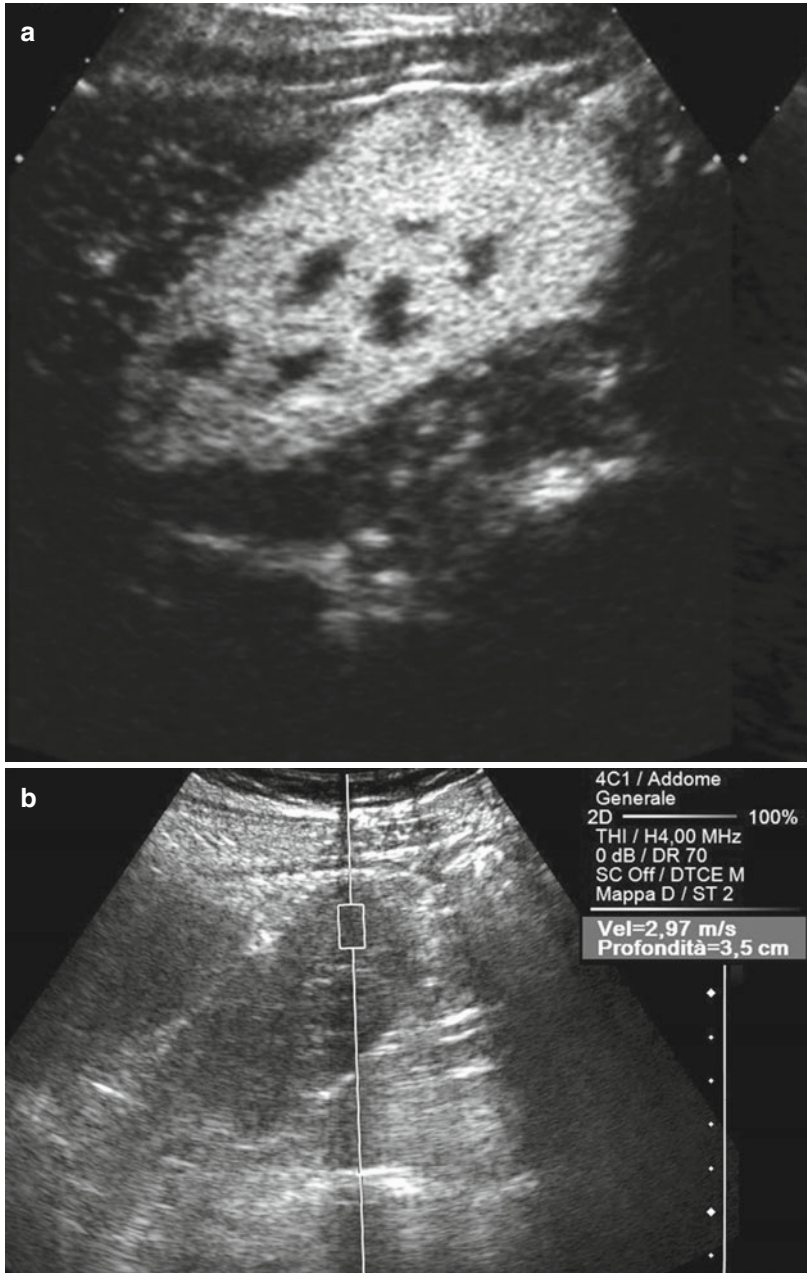 a
b
4C1 / Addome
Generale
2D 100%
THI / H4,00 MHz
0 dB / DR 70
SC Off / DTCE M
Mappa D / ST 2
Vel=2,97 m/s
Profondità=3,5 cm